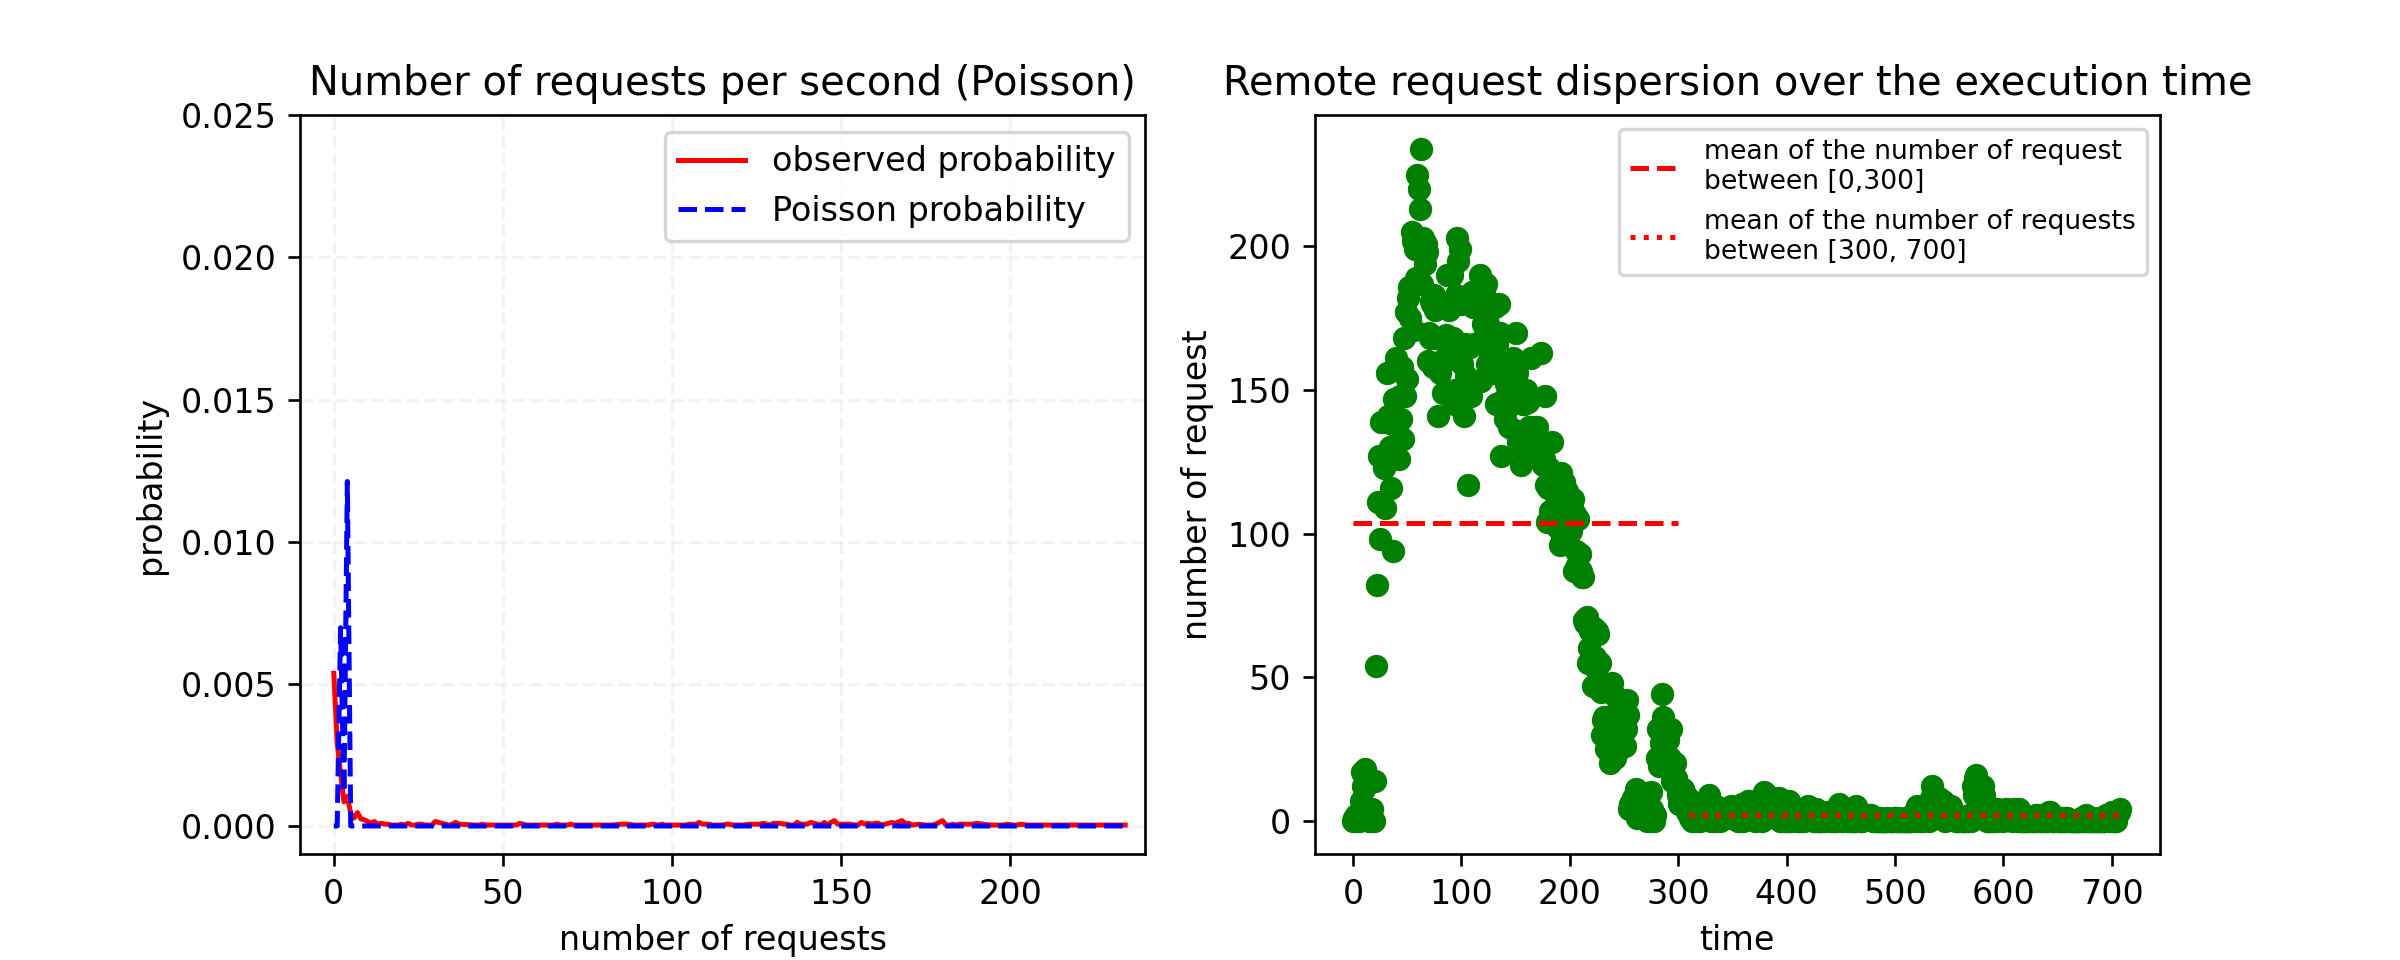 Number of requests per second (Poisson)
0.025
0.020
0.015
0.010
0.005
0.000
probability
observed probability
Poisson probability
0 50 100 150 200
number of requests
Remote request dispersion over the execution time
200
150
100
50
0
number of request
mean of the number of request
between [0,300]
mean of the number of requests
between [300, 700]
0 100 200 300 400 500 600 700
time